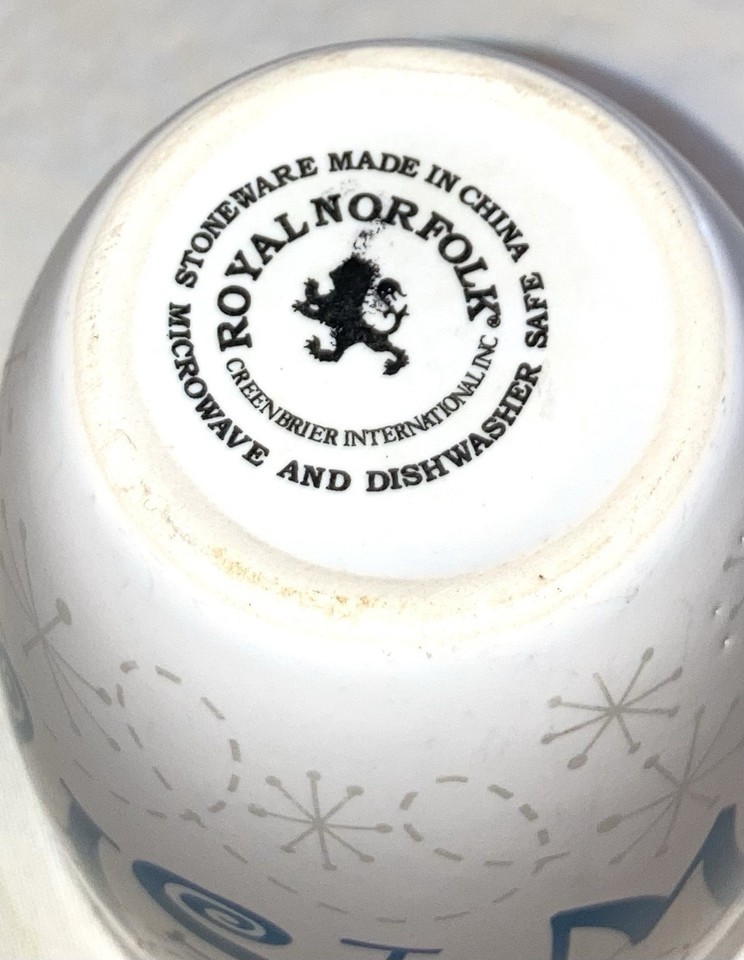 STONEWARE MADE IN CHINA
ROYAL NORFOLK®
GREENBRIER INTERNATIONAL INC
MICROWAVE AND DISHWASHER SAFE